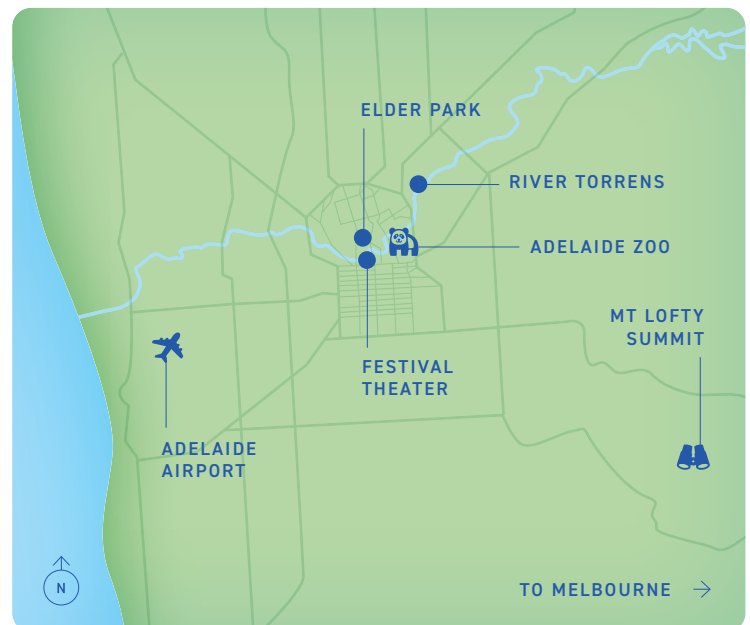 ELDER PARK
RIVER TORRENS
ADELAIDE ZOO
MT LOFTY
SUMMIT
FESTIVAL
THEATER
ADELAIDE
AIRPORT
N
TO MELBOURNE